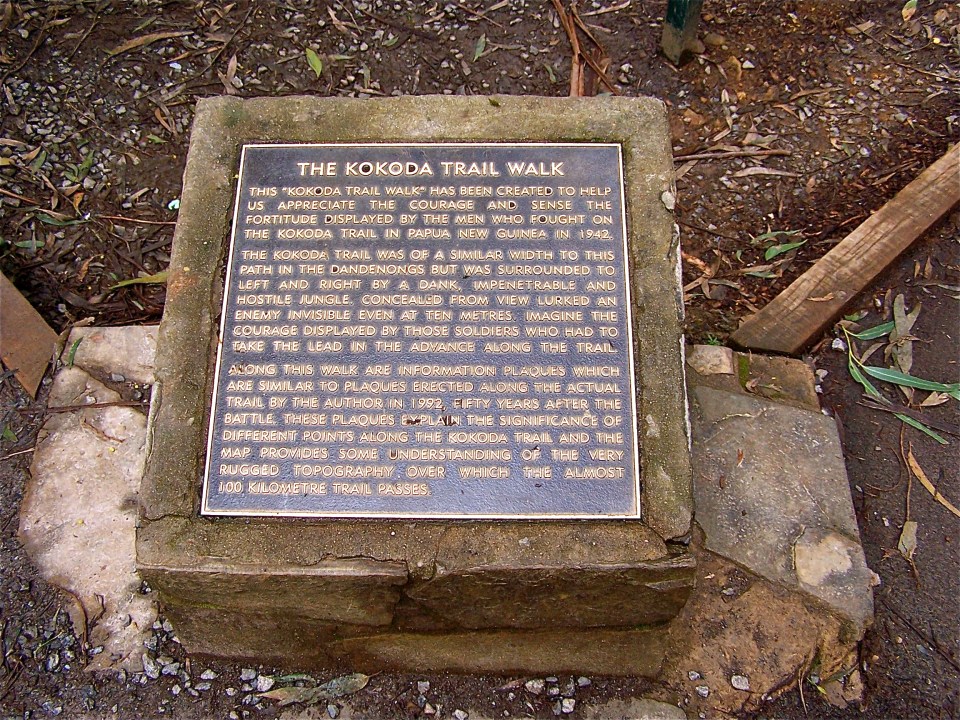 THE KOKODA TRAIL WALK
THIS "KOKODA TRAIL WALK" HAS BEEN CREATED TO HELP
US APPRECIATE THE COURAGE AND SENSE THE
FORTITUDE DISPLAYED BY THE MEN WHO FOUGHT ON
THE KOKODA TRAIL IN PAPUA NEW GUINEA IN 1942.
THE KOKODA TRAIL WAS OF A SIMILAR WIDTH TO THIS
PATH IN THE DANDENONGS BUT WAS SURROUNDED TO
LEFT AND RIGHT BY A DANK, IMPENETRABLE AND
HOSTILE JUNGLE. CONCEALED FROM VIEW LURKED AN
ENEMY INVISIBLE EVEN AT TEN METRES. IMAGINE THE
COURAGE DISPLAYED BY THOSE SOLDIERS WHO HAD TO
TAKE THE LEAD IN THE ADVANCE ALONG THE TRAIL.
ALONG THIS WALK ARE INFORMATION PLAQUES WHICH
ARE SIMILAR TO PLAQUES ERECTED ALONG THE ACTUAL
TRAIL BY THE AUTHOR IN 1992, FIFTY YEARS AFTER THE
BATTLE. THESE PLAQUES EXPLAIN THE SIGNIFICANCE OF
DIFFERENT POINTS ALONG THE KOKODA TRAIL AND THE
MAP PROVIDES SOME UNDERSTANDING OF THE VERY
RUGGED TOPOGRAPHY OVER WHICH THE ALMOST
100 KILOMETRE TRAIL PASSES.